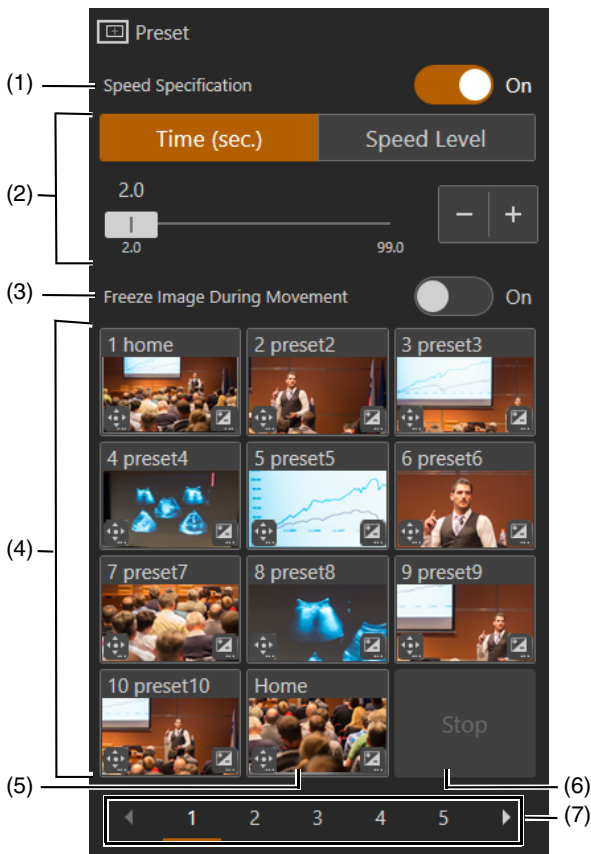 Preset
(1) Speed Specification On
Time (sec.) Speed Level
(2) 2.0
2.0 99.0
− +
(3) Freeze Image During Movement On
1 home 2 preset2 3 preset3
4 preset4 5 preset5 6 preset6
(4)
7 preset7 8 preset8 9 preset9
10 preset10 Home Stop
(5) (6)
1 2 3 4 5 (7)